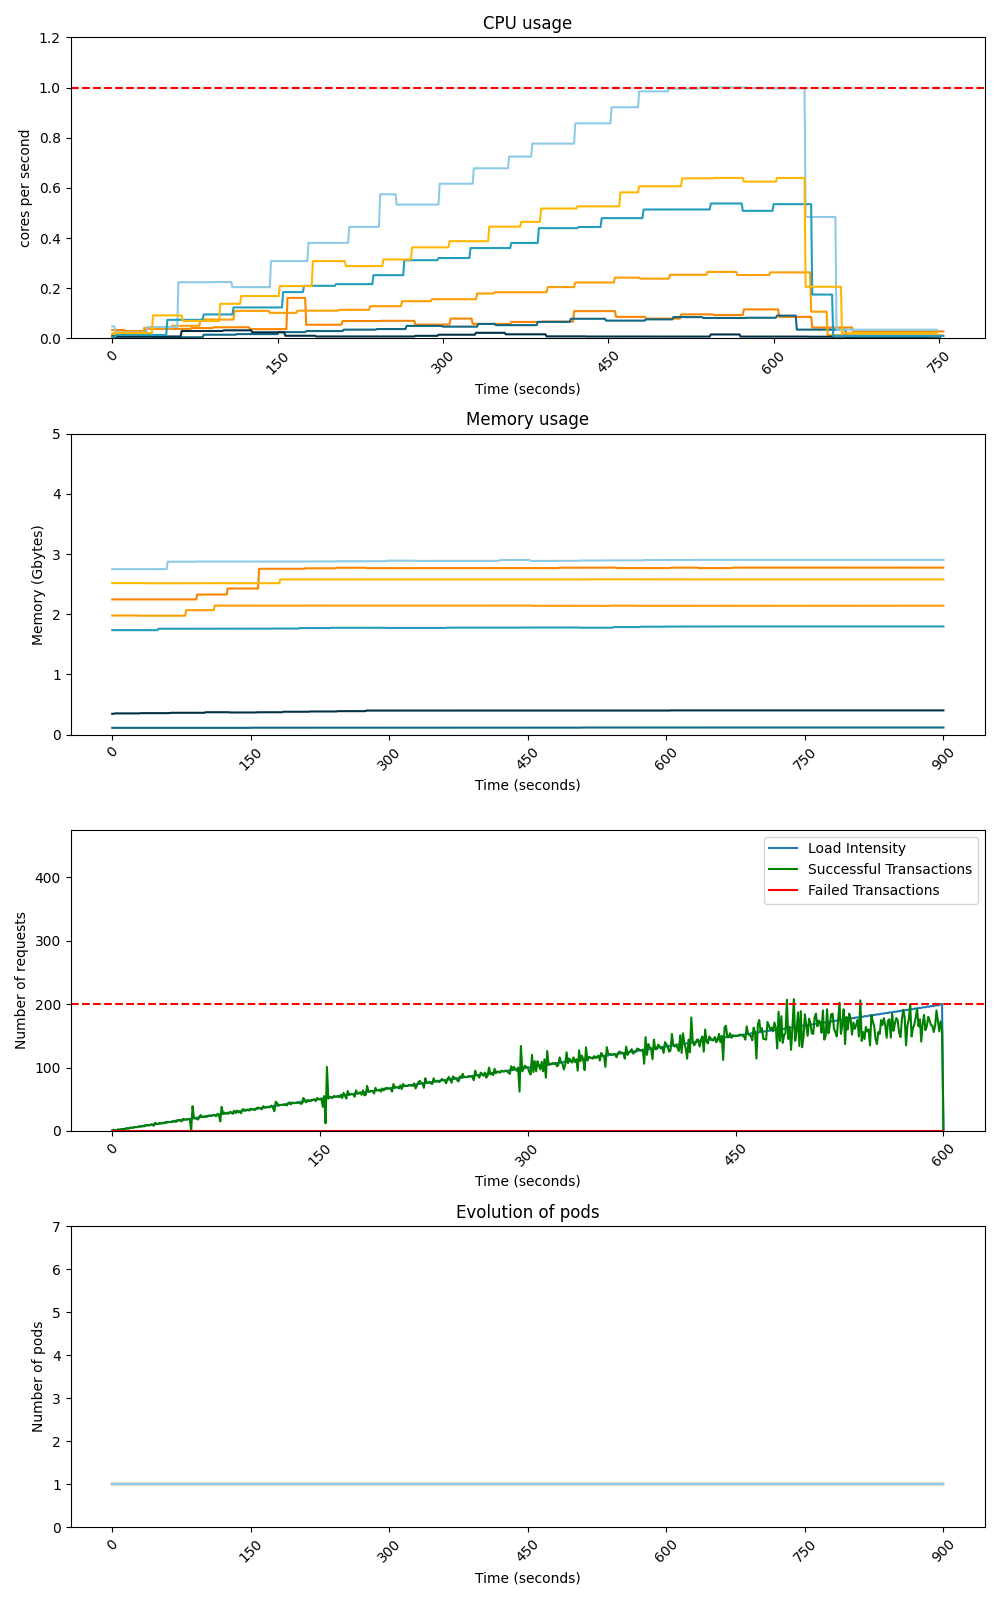 CPU usage
1.2
1.0
0.8
0.6
0.4
0.2
0.0
cores per second
0 150 300 450 600 750
Time (seconds)
Memory usage
5
4
3
2
1
0
Memory (Gbytes)
0 150 300 450 600 750 900
Time (seconds)
Load Intensity
Successful Transactions
Failed Transactions
400
300
200
100
0
Number of requests
0 150 300 450 600
Time (seconds)
Evolution of pods
7
6
5
4
3
2
1
0
Number of pods
0 150 300 450 600 750 900
Time (seconds)